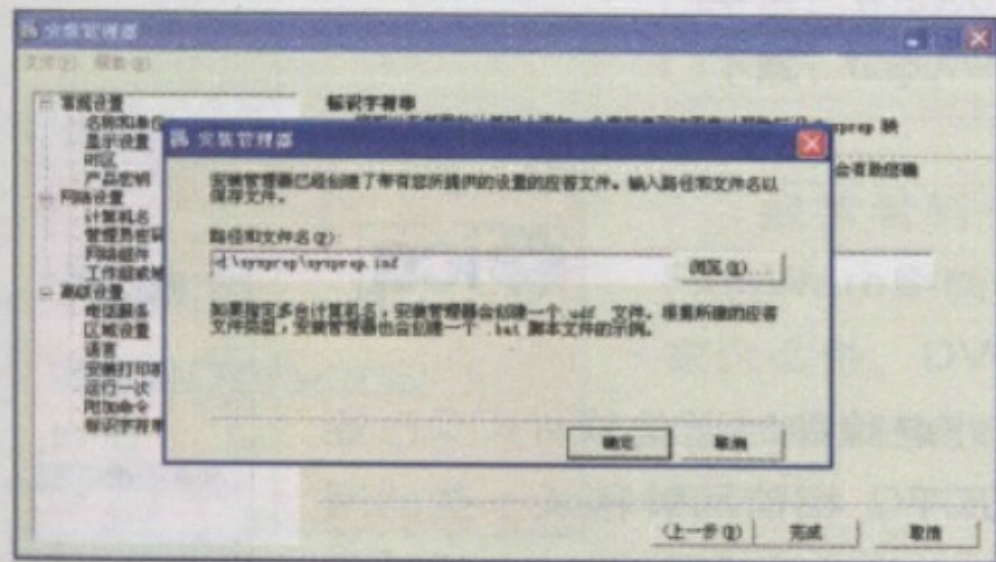 安装管理器
文件(F) 帮助(H)
常规设置
名称和单位
显示设置
时区
产品密钥
网络设置
计算机名
管理员密码
网络组件
工作组或域
高级设置
电话服务
区域设置
语言
安装打印机
运行一次
附加命令
标识字符串
标识字符串
sysprep 映
会有助您确
安装管理器
安装管理器已经创建了带有您所提供的设置的应答文件。输入路径和文件名以
保存文件。
路径和文件名(P):
c:\sysprep\sysprep.inf
浏览(B)...
如果指定多台计算机名,安装管理器会创建一个 .udf 文件。根据所建的应答
文件类型,安装管理器也会创建一个 .bat 脚本文件的示例。
确定
取消
<上一步(B)
完成
取消